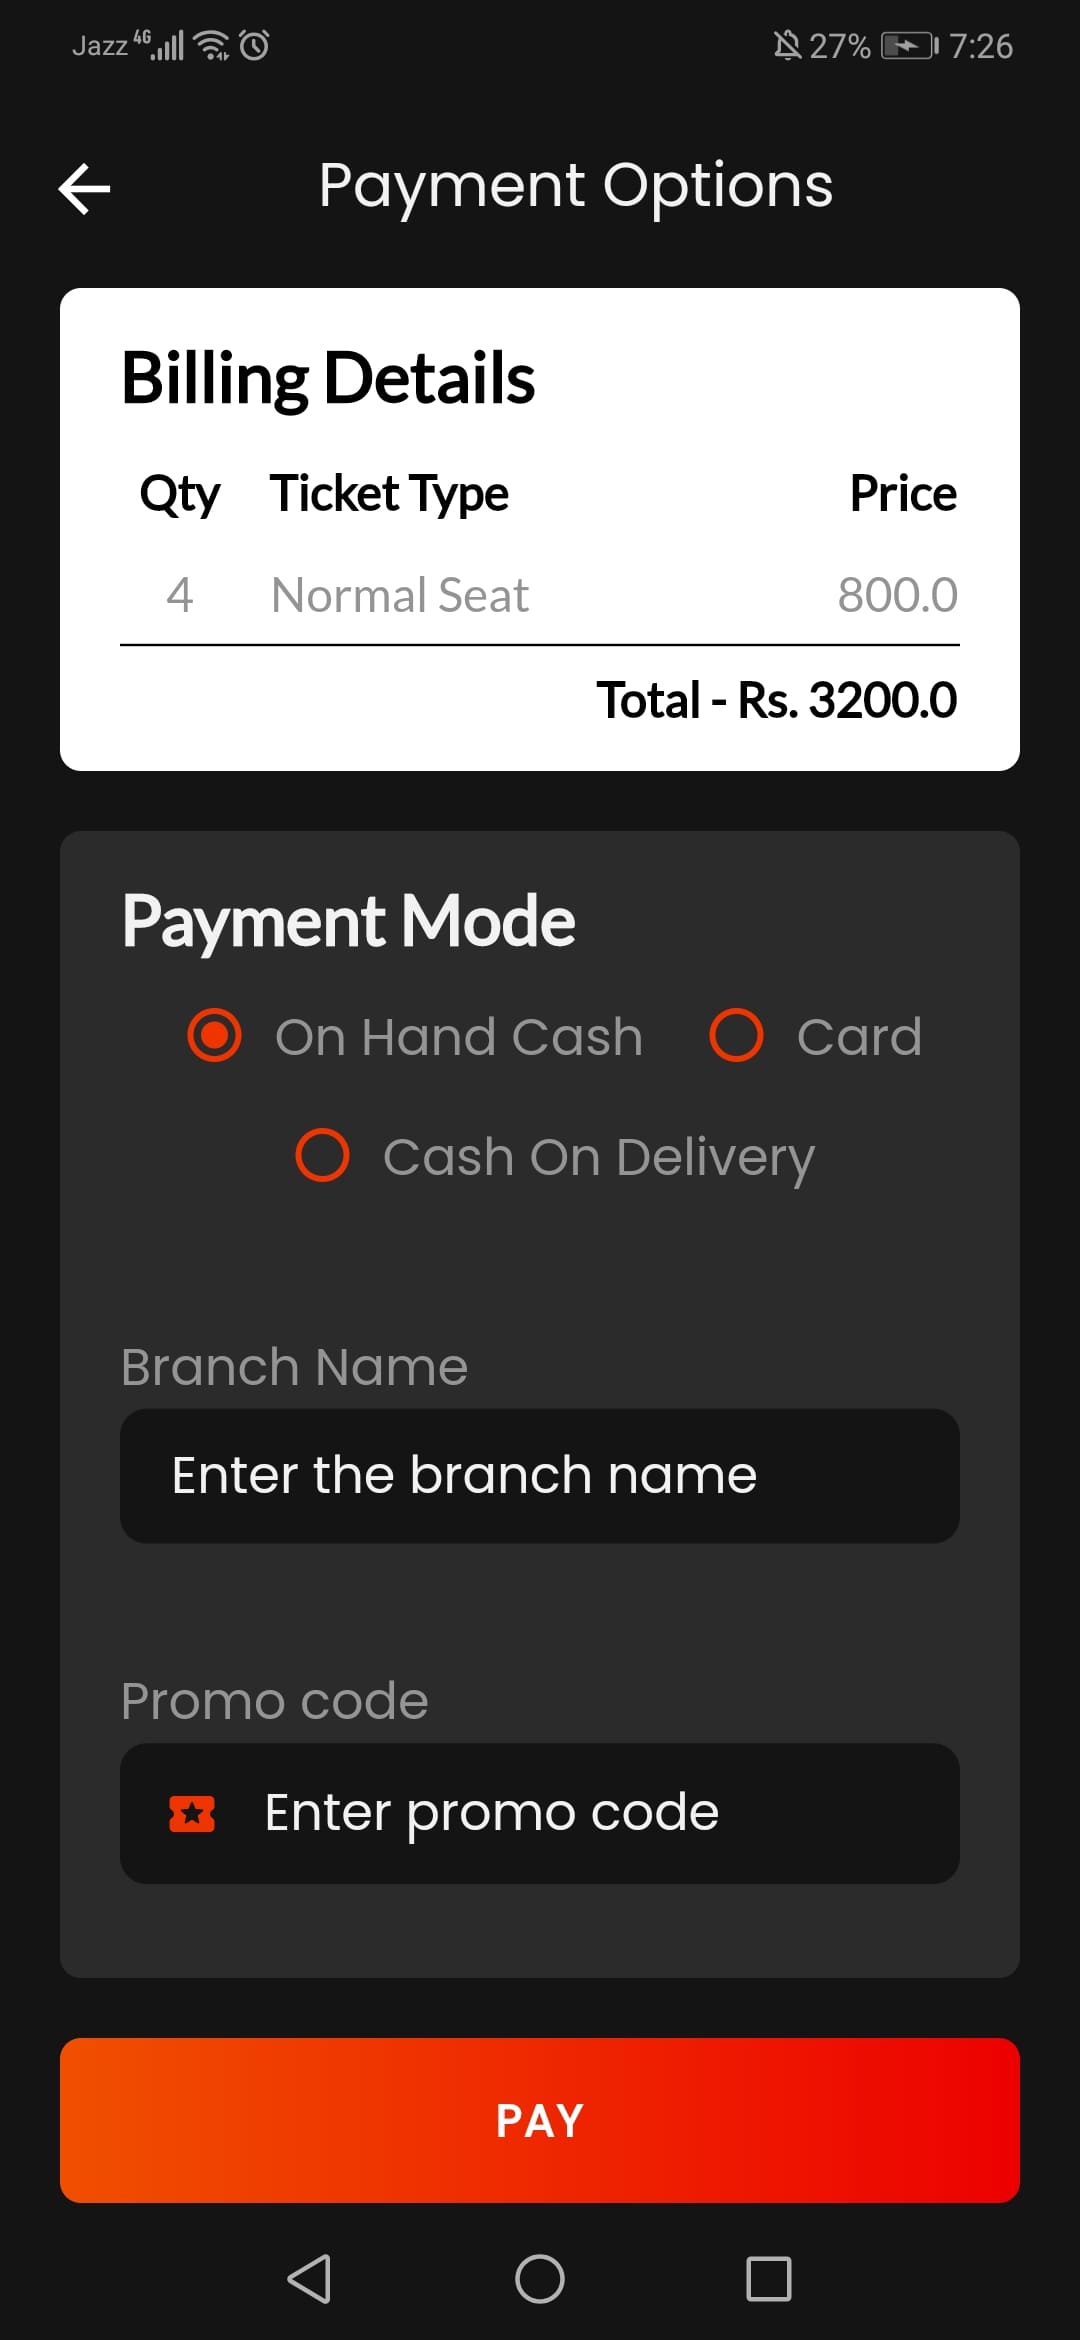 Jazz 4G 27% 7:26
Payment Options
Billing Details
Qty Ticket Type Price
4 Normal Seat 800.0
Total - Rs. 3200.0
Payment Mode
On Hand Cash Card
Cash On Delivery
Branch Name
Enter the branch name
Promo code
Enter promo code
PAY